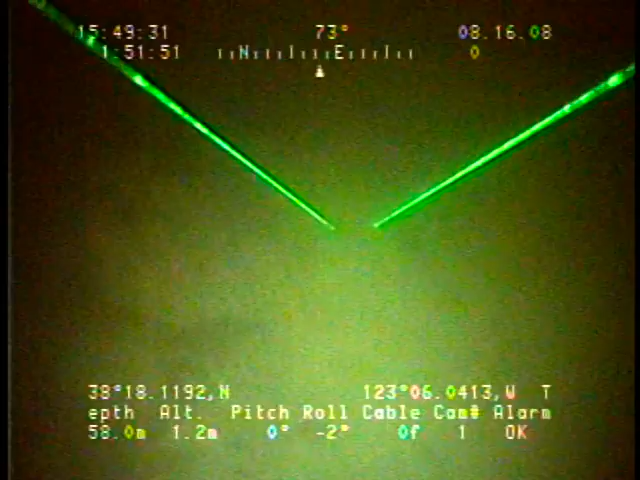 15:49:31 73° 08.16.08
1:51:51 N E 0
38°18.1192,N 123°06.0413,W T
epth Alt. Pitch Roll Cable Cam# Alarm
58.0m 1.2m 0° -2° 0f 1 OK